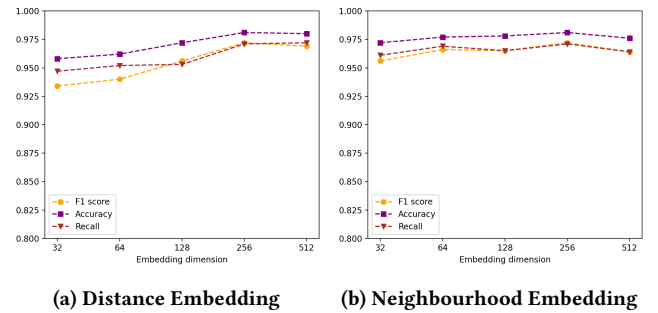 1.000
0.975
0.950
0.925
0.900
0.875
0.850
0.825
0.800
F1 score
Accuracy
Recall
32 64 128 256 512
Embedding dimension
(a) Distance Embedding
1.000
0.975
0.950
0.925
0.900
0.875
0.850
0.825
0.800
F1 score
Accuracy
Recall
32 64 128 256 512
Embedding dimension
(b) Neighbourhood Embedding